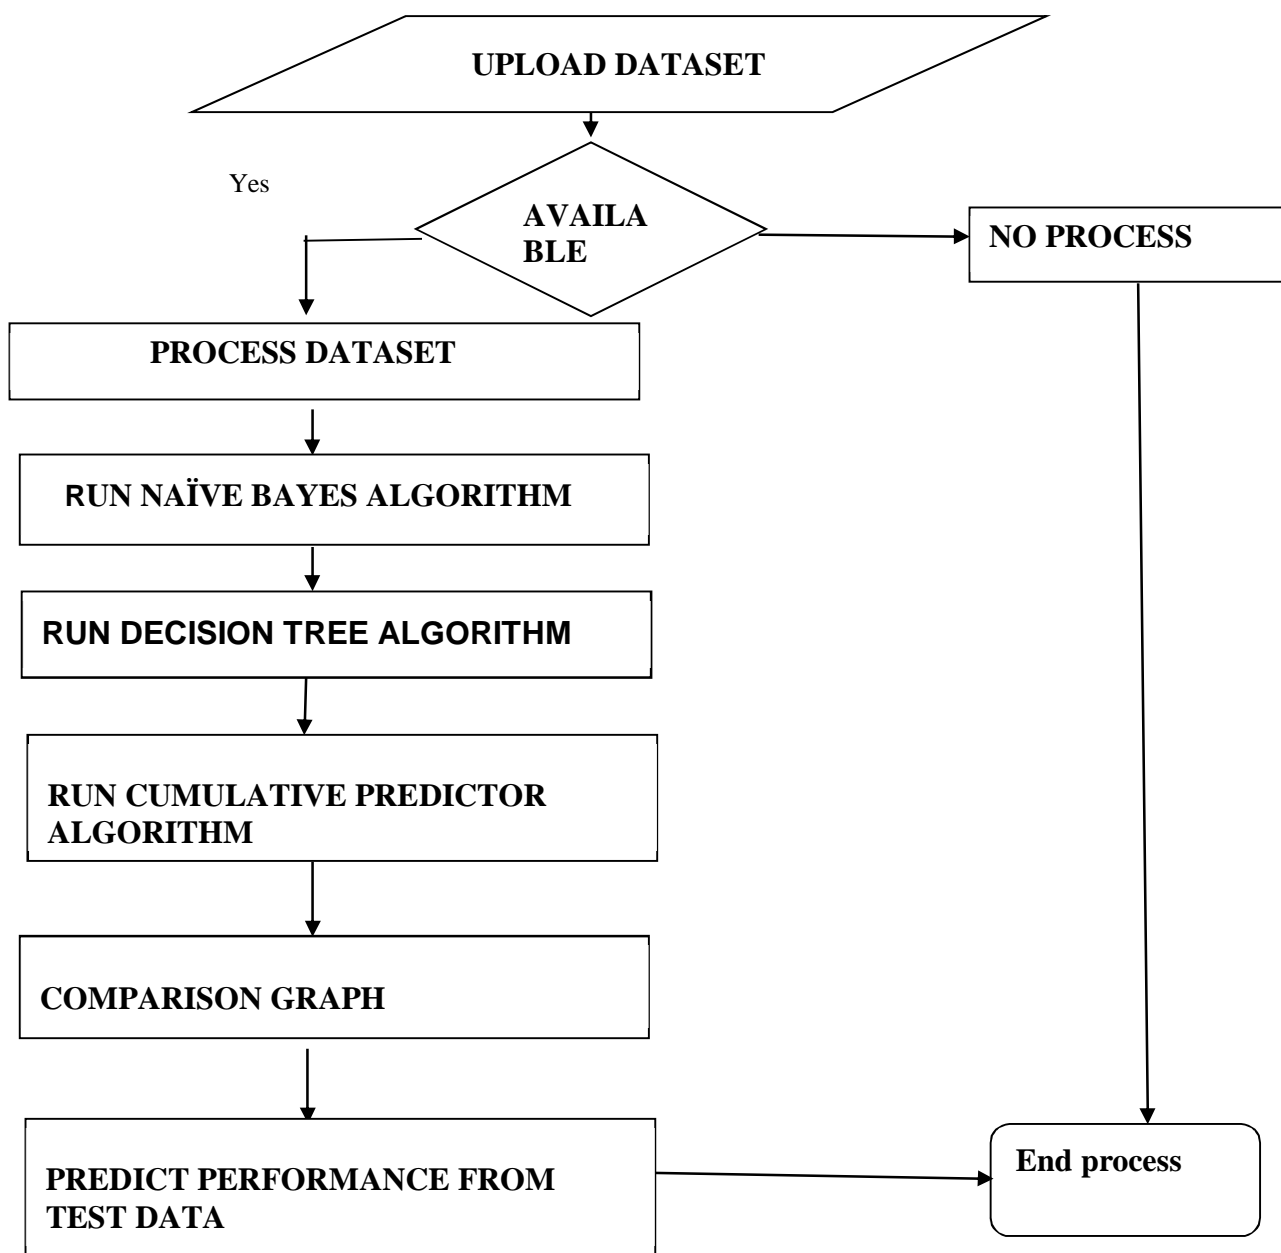 UPLOAD DATASET
Yes
AVAILA
BLE
NO PROCESS
PROCESS DATASET
RUN NAÏVE BAYES ALGORITHM
RUN DECISION TREE ALGORITHM
RUN CUMULATIVE PREDICTOR
ALGORITHM
COMPARISON GRAPH
PREDICT PERFORMANCE FROM
TEST DATA
End process